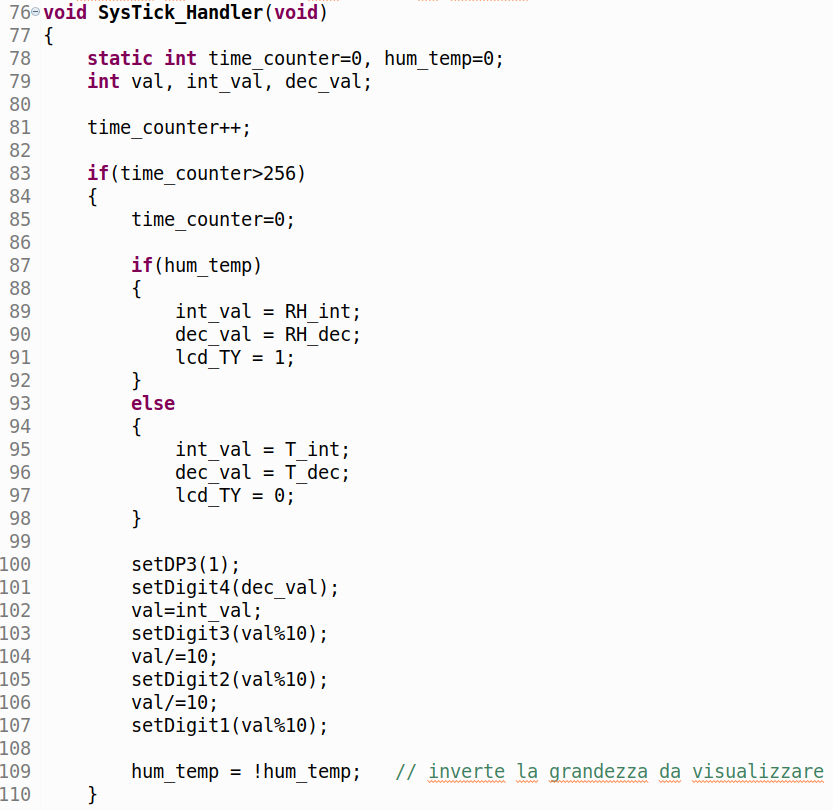 76 void SysTick_Handler(void)
77 {
78     static int time_counter=0, hum_temp=0;
79     int val, int_val, dec_val;
80
81     time_counter++;
82
83     if(time_counter>256)
84     {
85         time_counter=0;
86
87         if(hum_temp)
88         {
89             int_val = RH_int;
90             dec_val = RH_dec;
91             lcd_TY = 1;
92         }
93         else
94         {
95             int_val = T_int;
96             dec_val = T_dec;
97             lcd_TY = 0;
98         }
99
100         setDP3(1);
101         setDigit4(dec_val);
102         val=int_val;
103         setDigit3(val%10);
104         val/=10;
105         setDigit2(val%10);
106         val/=10;
107         setDigit1(val%10);
108
109         hum_temp = !hum_temp;   // inverte la grandezza da visualizzare
110     }